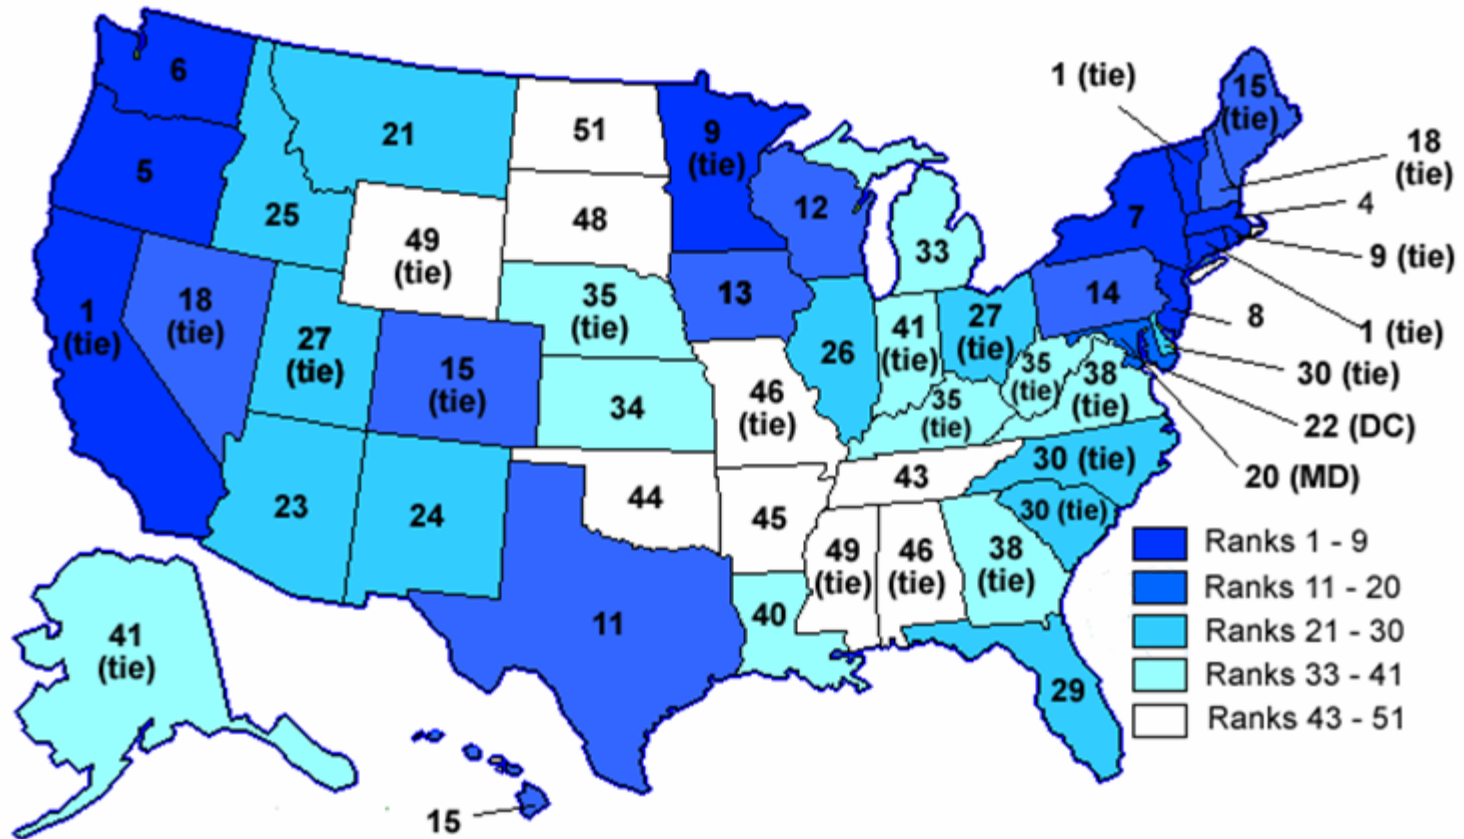 6
5
1
(tie)
18
(tie)
25
21
49
(tie)
27
(tie)
15
(tie)
23
24
51
48
35
(tie)
34
44
11
9
(tie)
13
46
(tie)
45
40
12
26
33
41
(tie)
27
(tie)
35
(tie)
35
(tie)
38
(tie)
43
49
(tie)
46
(tie)
38
(tie)
30 (tie)
30 (tie)
29
14
7
1 (tie)
15
(tie)
18
(tie)
4
9 (tie)
1 (tie)
8
30 (tie)
22 (DC)
20 (MD)
41
(tie)
15
Ranks 1 - 9
Ranks 11 - 20
Ranks 21 - 30
Ranks 33 - 41
Ranks 43 - 51